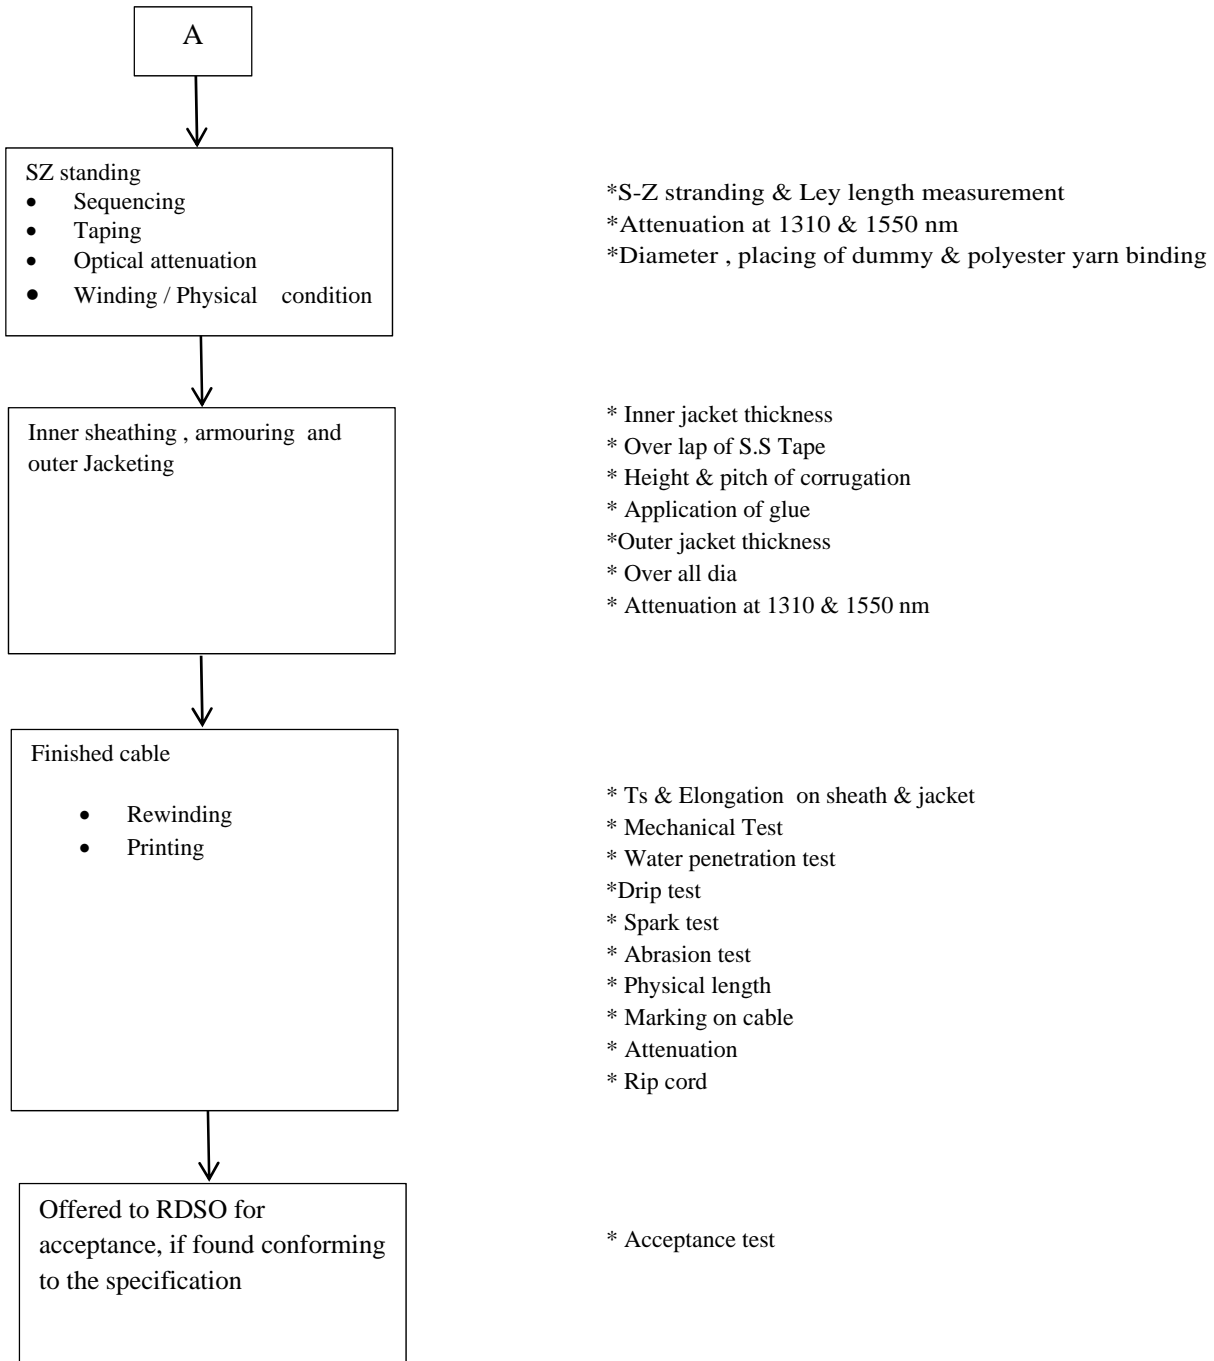 A
SZ standing
• Sequencing
• Taping
• Optical attenuation
• Winding / Physical condition
*S-Z stranding & Ley length measurement
*Attenuation at 1310 & 1550 nm
*Diameter , placing of dummy & polyester yarn binding
Inner sheathing , armouring and
outer Jacketing
* Inner jacket thickness
* Over lap of S.S Tape
* Height & pitch of corrugation
* Application of glue
*Outer jacket thickness
* Over all dia
* Attenuation at 1310 & 1550 nm
Finished cable
• Rewinding
• Printing
* Ts & Elongation on sheath & jacket
* Mechanical Test
* Water penetration test
*Drip test
* Spark test
* Abrasion test
* Physical length
* Marking on cable
* Attenuation
* Rip cord
Offered to RDSO for
acceptance, if found conforming
to the specification
* Acceptance test